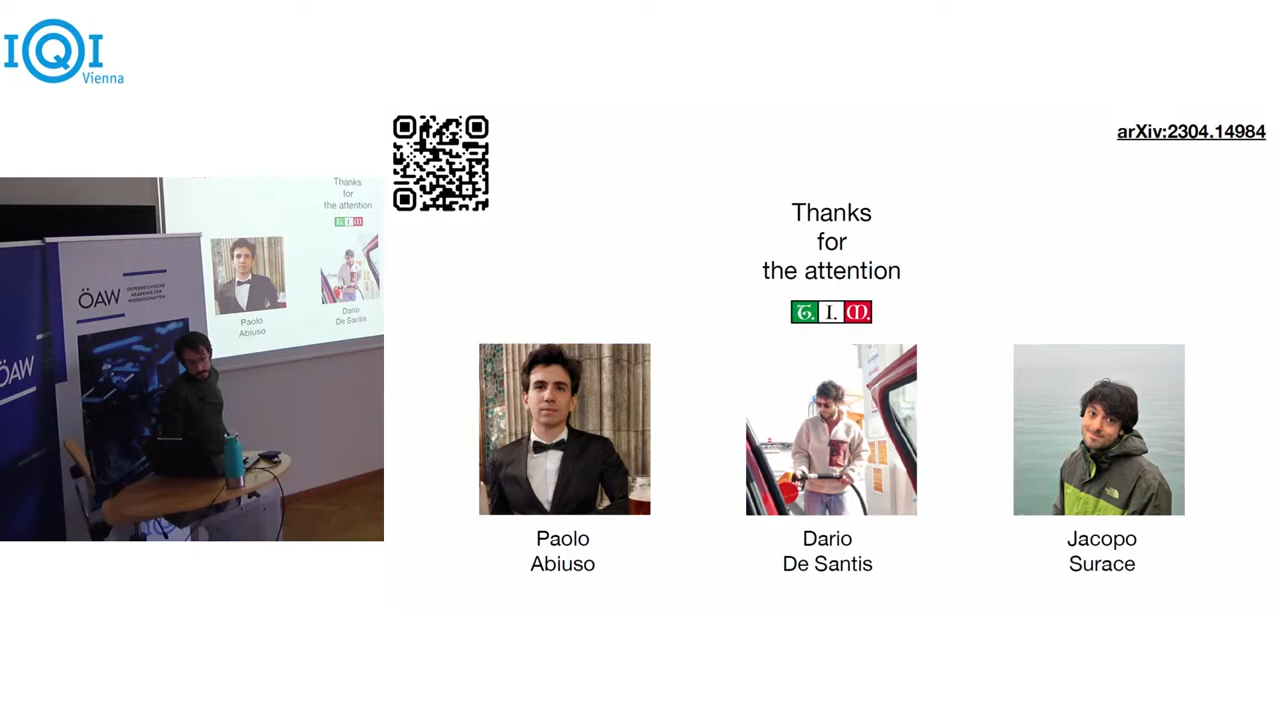 IQI
Vienna
arXiv:2304.14984
Thanks
for
the attention
T. I. M.
Paolo
Abiuso
Dario
De Santis
Jacopo
Surace
Thanks
for
the attention
T. I. M.
Paolo
Abiuso
Dario
De Santis
ÖAW
ÖSTERREICHISCHE
AKADEMIE DER
WISSENSCHAFTEN
ÖAW